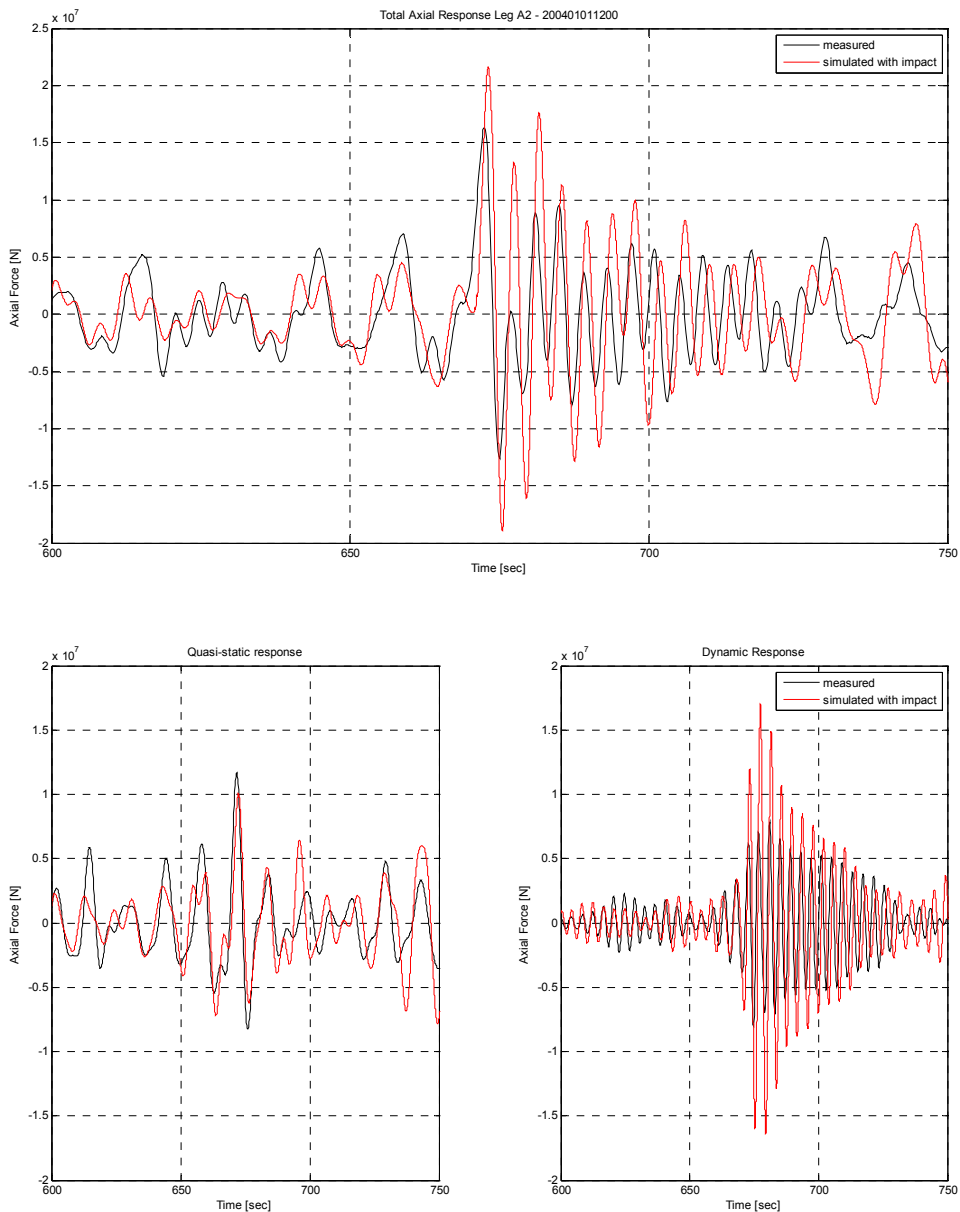 Total Axial Response Leg A2 - 200401011200
x 10^7
measured
simulated with impact
2.5
2
1.5
1
0.5
0
-0.5
-1
-1.5
-2
Axial Force [N]
600 650 700 750
Time [sec]
Quasi-static response
x 10^7
2
1.5
1
0.5
0
-0.5
-1
-1.5
-2
Axial Force [N]
600 650 700 750
Time [sec]
Dynamic Response
x 10^7
measured
simulated with impact
2
1.5
1
0.5
0
-0.5
-1
-1.5
-2
Axial Force [N]
600 650 700 750
Time [sec]